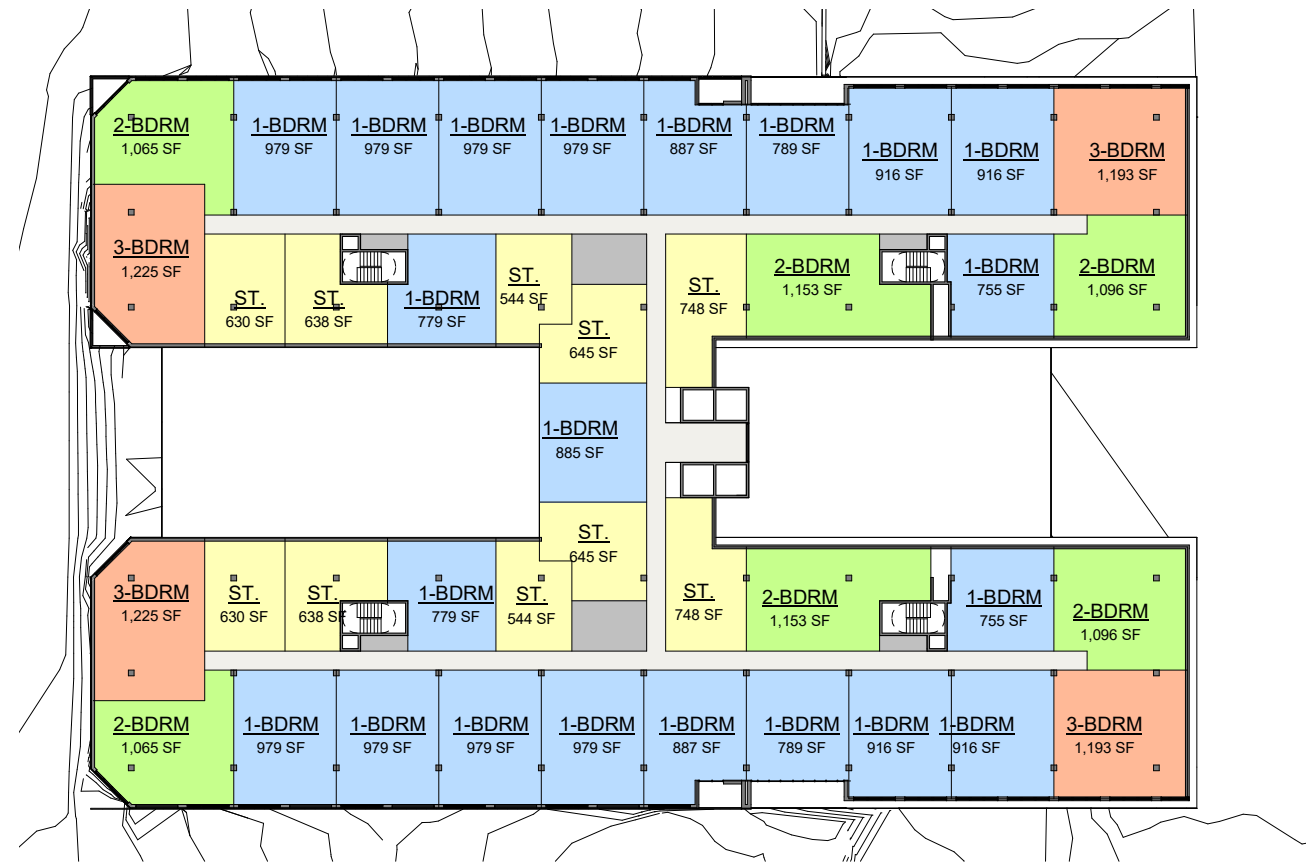 2-BDRM
1,065 SF
1-BDRM
979 SF
1-BDRM
979 SF
1-BDRM
979 SF
1-BDRM
979 SF
1-BDRM
887 SF
1-BDRM
789 SF
1-BDRM
916 SF
1-BDRM
916 SF
3-BDRM
1,193 SF
3-BDRM
1,225 SF
ST.
630 SF
ST.
638 SF
1-BDRM
779 SF
ST.
544 SF
ST.
645 SF
ST.
748 SF
2-BDRM
1,153 SF
1-BDRM
755 SF
2-BDRM
1,096 SF
1-BDRM
885 SF
3-BDRM
1,225 SF
ST.
630 SF
ST.
638 SF
1-BDRM
779 SF
ST.
544 SF
ST.
645 SF
ST.
748 SF
2-BDRM
1,153 SF
1-BDRM
755 SF
2-BDRM
1,096 SF
2-BDRM
1,065 SF
1-BDRM
979 SF
1-BDRM
979 SF
1-BDRM
979 SF
1-BDRM
979 SF
1-BDRM
887 SF
1-BDRM
789 SF
1-BDRM
916 SF
1-BDRM
916 SF
3-BDRM
1,193 SF